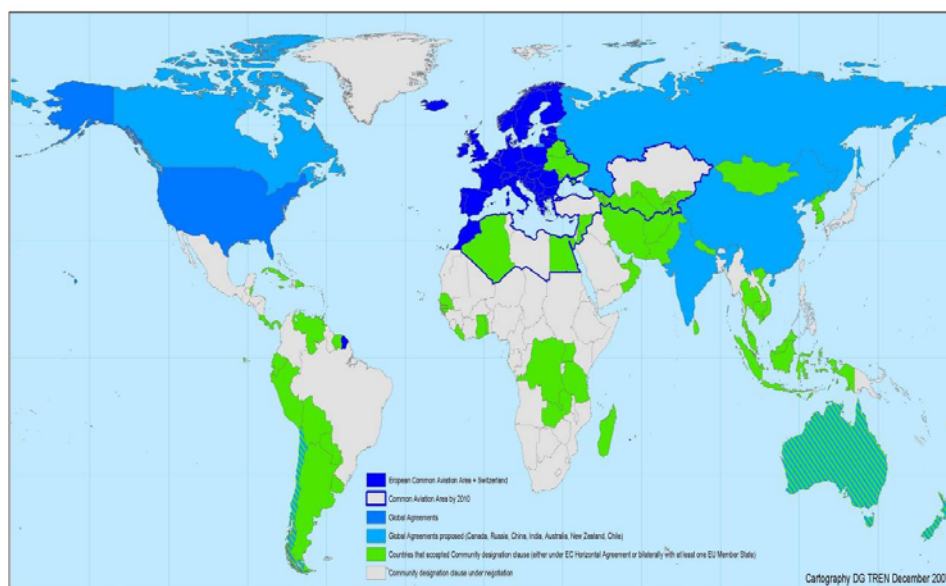 Eropean Common Aviation Area + Switzerland
Common Aviation Area by 2010
Global Agreements
Global Agreements proposed (Canada, Russia, China, India, Australia, New Zealand, Chile)
Countries that accepted Community designation clause (either under EC Horizontal Agreement or bilaterally with at least one EU Member State)
Community designation clause under negotiation
Cartography DG TREN December 200